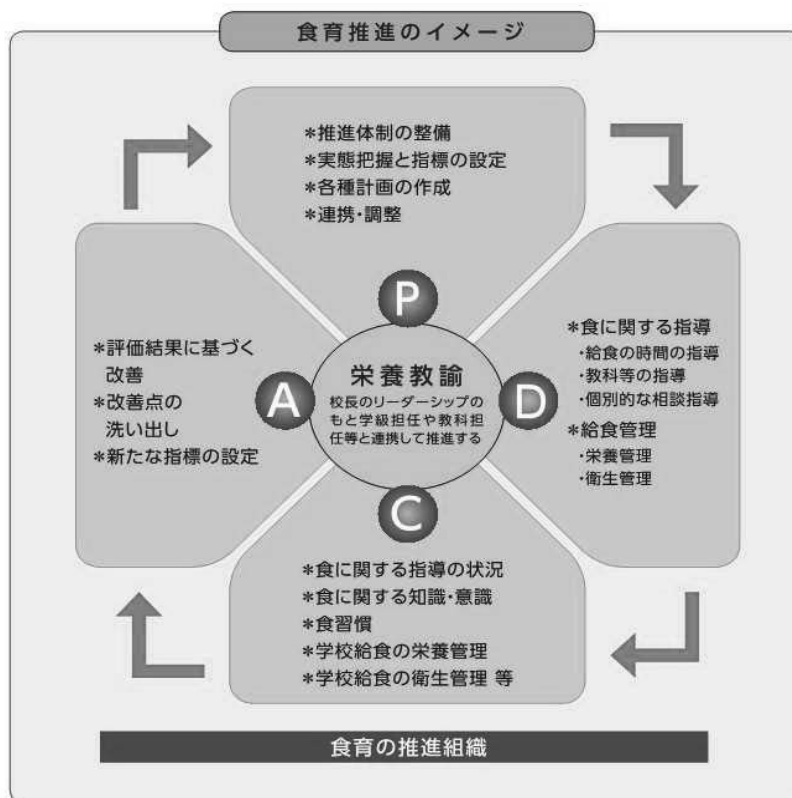 食育推進のイメージ
＊推進体制の整備
＊実態把握と指標の設定
＊各種計画の作成
＊連携・調整
P
＊食に関する指導
・給食の時間の指導
・教科等の指導
・個別的な相談指導
＊給食管理
・栄養管理
・衛生管理
D
栄養教諭
校長のリーダーシップの
もと学級担任や教科担
任等と連携して推進する
＊評価結果に基づく
改善
＊改善点の
洗い出し
＊新たな指標の設定
A
C
＊食に関する指導の状況
＊食に関する知識・意識
＊食習慣
＊学校給食の栄養管理
＊学校給食の衛生管理 等
食育の推進組織